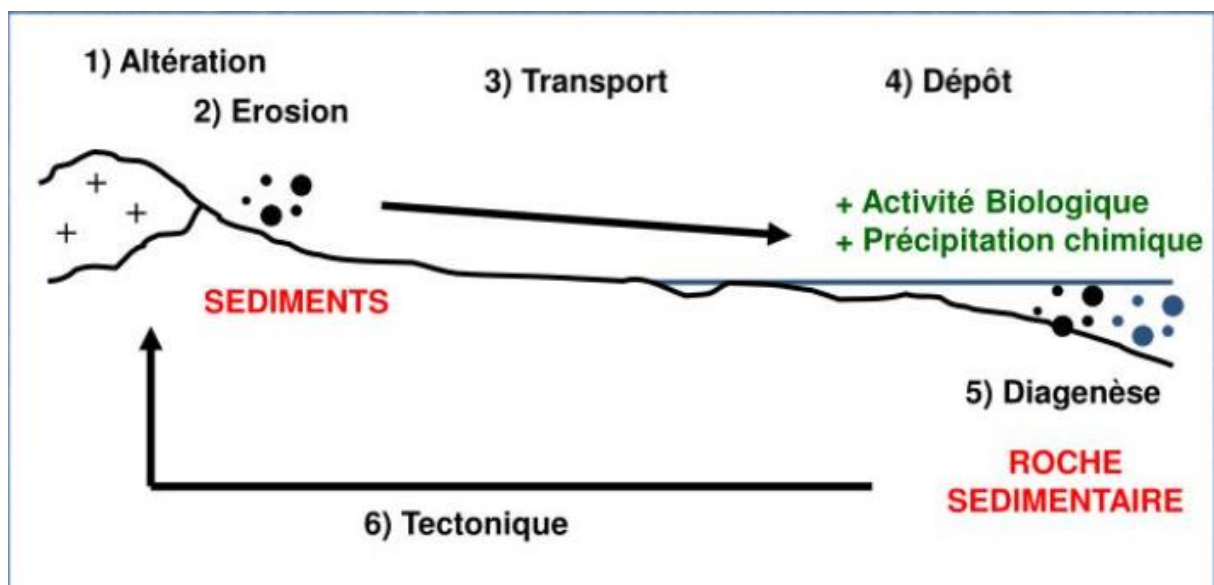 1) Altération
2) Erosion
3) Transport
4) Dépôt
+ Activité Biologique
+ Précipitation chimique
SEDIMENTS
5) Diagenèse
ROCHE
SEDIMENTAIRE
6) Tectonique